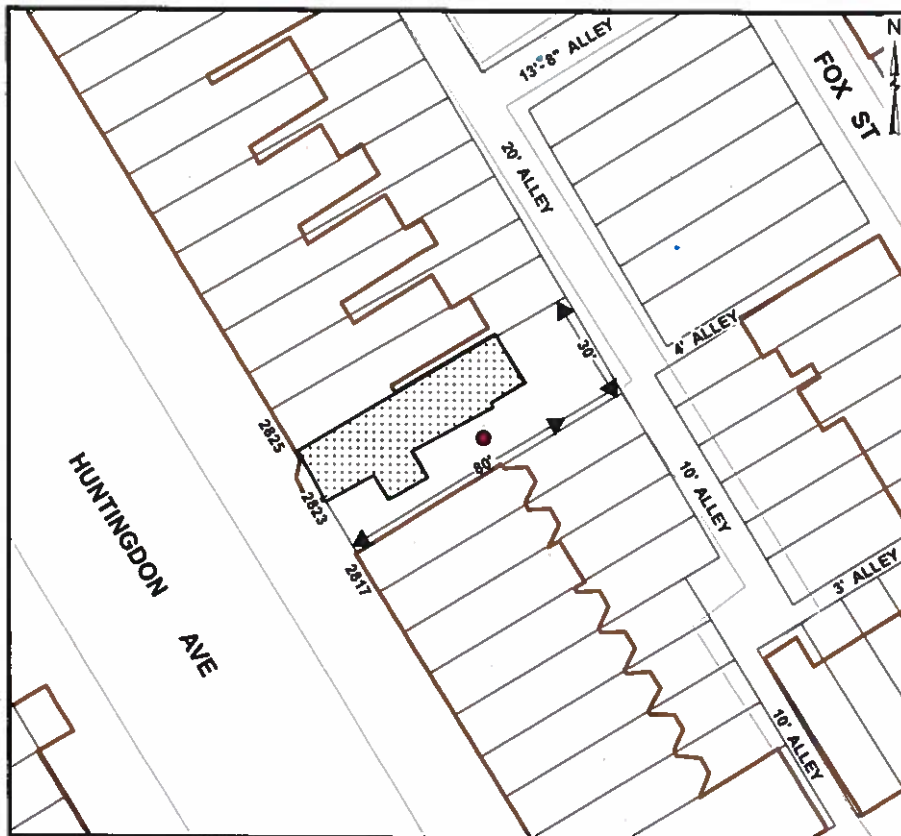 N
13'-8" ALLEY
FOX ST
20' ALLEY
4' ALLEY
30'
2825
80'
2823
10' ALLEY
HUNTINGDON
AVE
2817
3' ALLEY
10' ALLEY